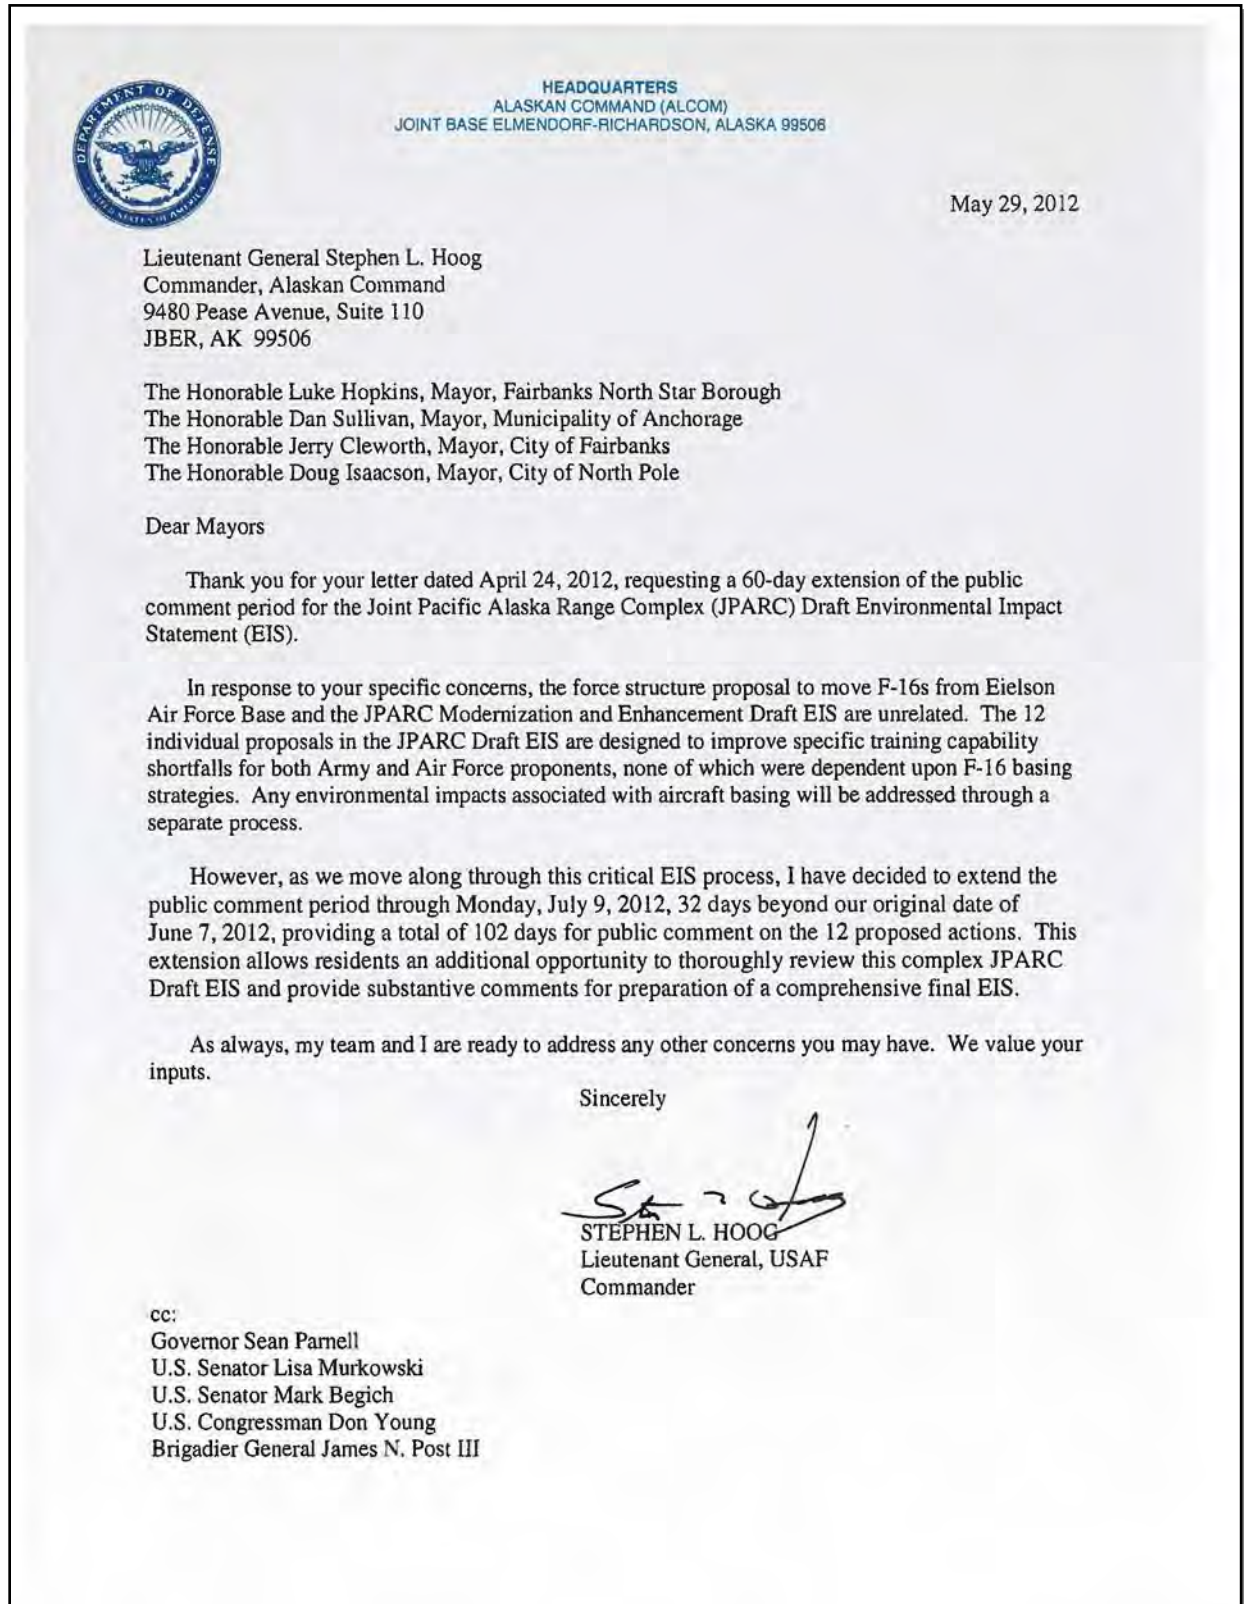 DEPARTMENT OF DEFENSE
UNITED STATES OF AMERICA
HEADQUARTERS
ALASKAN COMMAND (ALCOM)
JOINT BASE ELMENDORF-RICHARDSON, ALASKA 99506
May 29, 2012
Lieutenant General Stephen L. Hoog
Commander, Alaskan Command
9480 Pease Avenue, Suite 110
JBER, AK  99506
The Honorable Luke Hopkins, Mayor, Fairbanks North Star Borough
The Honorable Dan Sullivan, Mayor, Municipality of Anchorage
The Honorable Jerry Cleworth, Mayor, City of Fairbanks
The Honorable Doug Isaacson, Mayor, City of North Pole
Dear Mayors
Thank you for your letter dated April 24, 2012, requesting a 60-day extension of the public
comment period for the Joint Pacific Alaska Range Complex (JPARC) Draft Environmental Impact
Statement (EIS).
In response to your specific concerns, the force structure proposal to move F-16s from Eielson
Air Force Base and the JPARC Modernization and Enhancement Draft EIS are unrelated.  The 12
individual proposals in the JPARC Draft EIS are designed to improve specific training capability
shortfalls for both Army and Air Force proponents, none of which were dependent upon F-16 basing
strategies.  Any environmental impacts associated with aircraft basing will be addressed through a
separate process.
However, as we move along through this critical EIS process, I have decided to extend the
public comment period through Monday, July 9, 2012, 32 days beyond our original date of
June 7, 2012, providing a total of 102 days for public comment on the 12 proposed actions.  This
extension allows residents an additional opportunity to thoroughly review this complex JPARC
Draft EIS and provide substantive comments for preparation of a comprehensive final EIS.
As always, my team and I are ready to address any other concerns you may have.  We value your
inputs.
Sincerely
STEPHEN L. HOOG
Lieutenant General, USAF
Commander
cc:
Governor Sean Parnell
U.S. Senator Lisa Murkowski
U.S. Senator Mark Begich
U.S. Congressman Don Young
Brigadier General James N. Post III